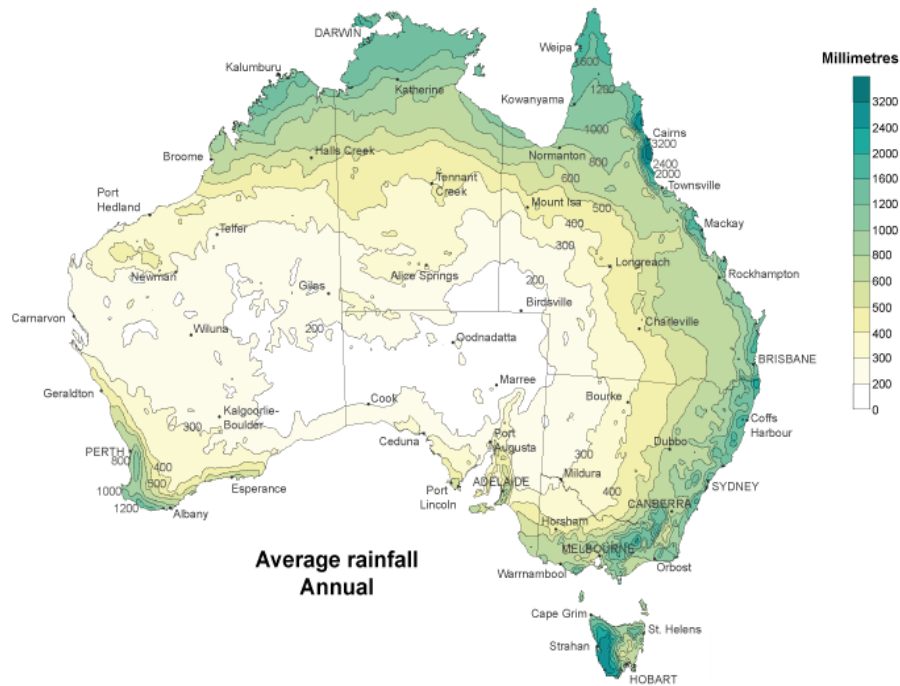 DARWIN
Weipa
1600
Millimetres
Kalumburu
Katherine
1200
Kowanyama
3200
2400
2000
1600
1200
1000
800
600
500
400
300
200
0
1000
Cairns
3200
2400
2000
Broome
Halls Creek
Normanton
800
600
Townsville
Port
Hedland
Tennant
Creek
Mount Isa
500
400
Mackay
Telfer
300
Newman
Alice Springs
Longreach
Rockhampton
Giles
200
Birdsville
Carnarvon
Wiluna
200
Oodnadatta
Charleville
BRISBANE
Geraldton
Marree
Cook
Bourke
Kalgoorlie-
Boulder
300
Coffs
Harbour
Ceduna
Port
Augusta
Dubbo
PERTH
800
400
500
300
Mildura
1000
1200
Esperance
Albany
Port
Lincoln
ADELAIDE
400
SYDNEY
CANBERRA
Horsham
MELBOURNE
Warrnambool
Orbost
Average rainfall
Annual
Cape Grim
St. Helens
Strahan
HOBART